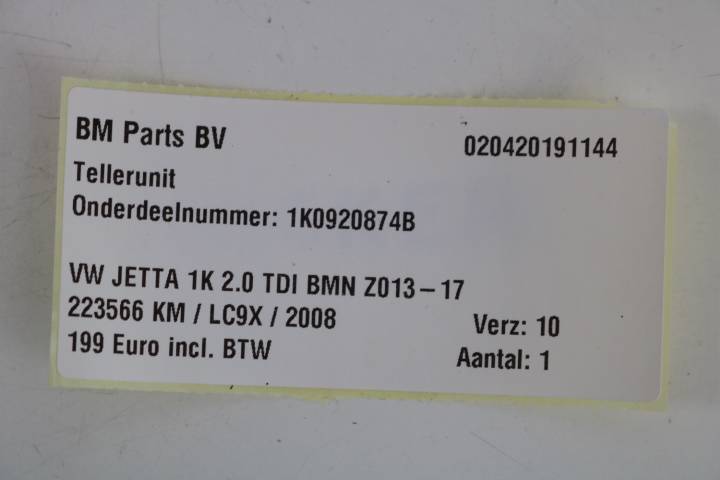 BM Parts BV 020420191144
Tellerunit
Onderdeelnummer: 1K0920874B
VW JETTA 1K 2.0 TDI BMN Z013-17
223566 KM / LC9X / 2008 Verz: 10
199 Euro incl. BTW Aantal: 1